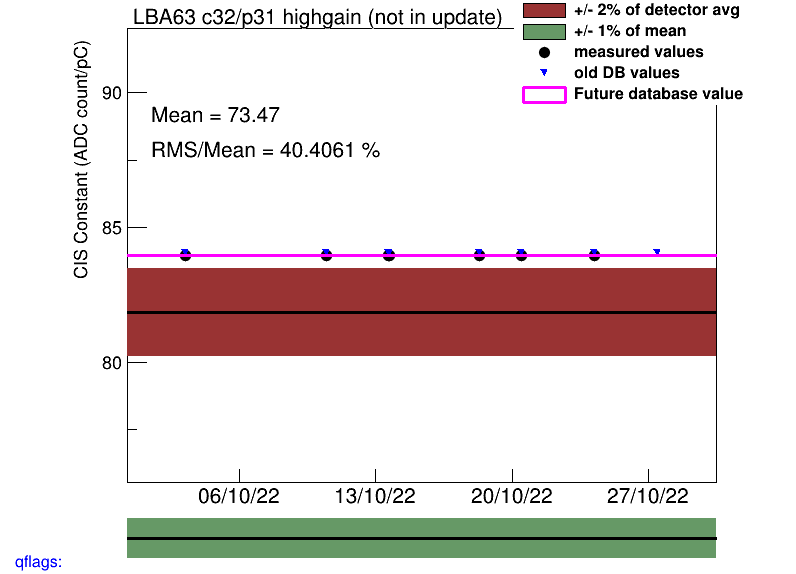 LBA63 c32/p31 highgain (not in update)
+/- 2% of detector avg
+/- 1% of mean
measured values
old DB values
Future database value
CIS Constant (ADC count/pC)
90
85
80
Mean = 73.47
RMS/Mean = 40.4061 %
06/10/22 13/10/22 20/10/22 27/10/22
qflags: